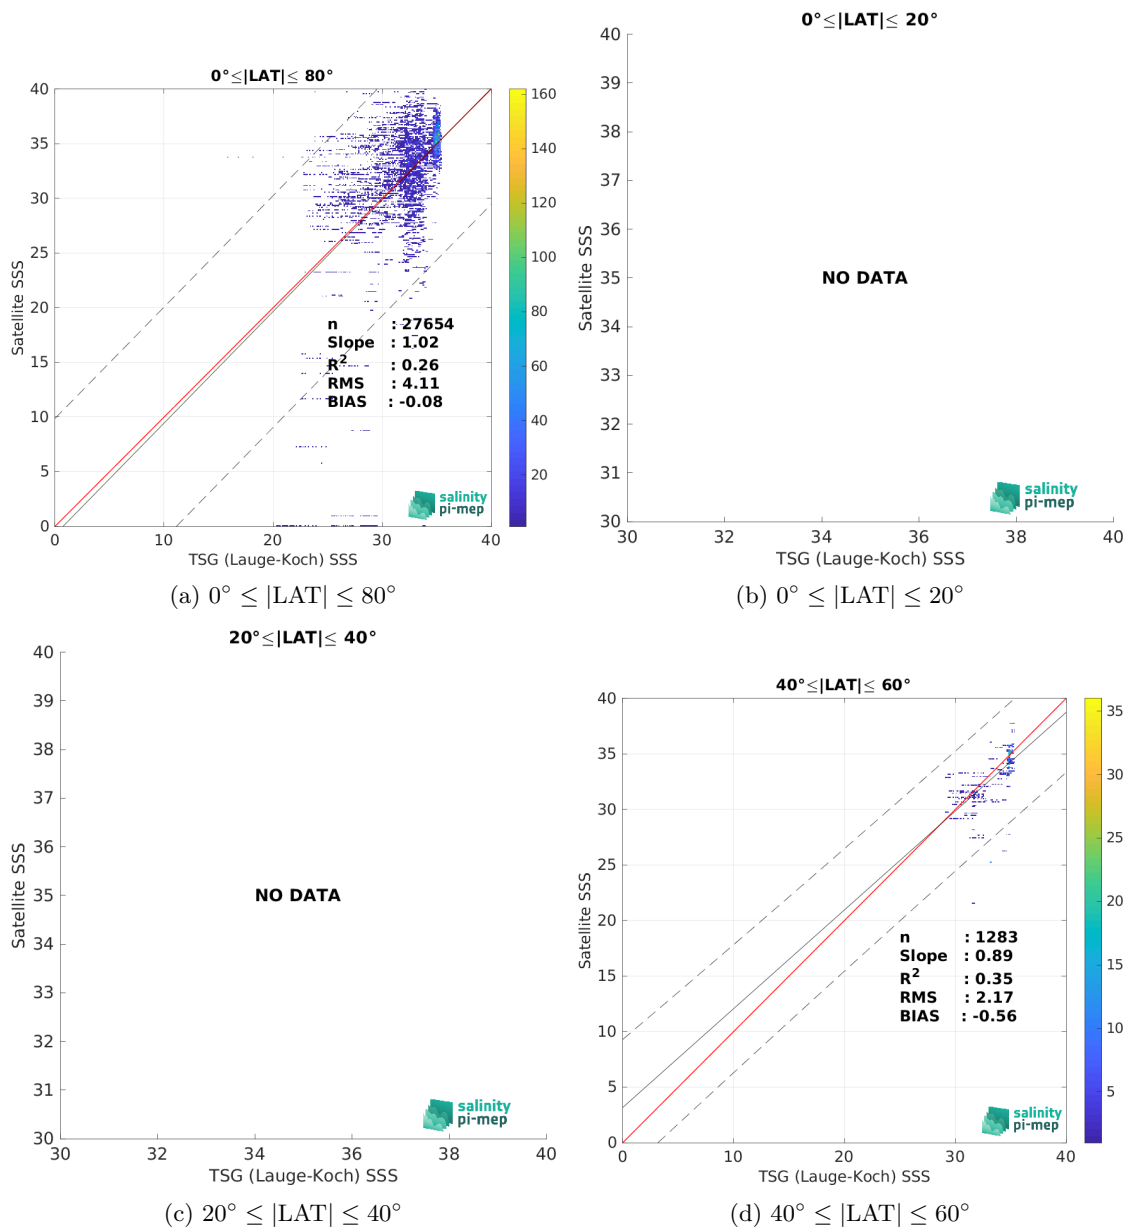 0°≤|LAT|≤ 80°
40
35
30
25
20
15
10
5
0
0
10
20
30
40
Satellite SSS
TSG (Lauge-Koch) SSS
n : 27654
Slope : 1.02
R2 : 0.26
RMS : 4.11
BIAS : -0.08
salinity
pi-mep
160
140
120
100
80
60
40
20
(a) 0° ≤ |LAT| ≤ 80°
0°≤|LAT|≤ 20°
40
39
38
37
36
35
34
33
32
31
30
30
32
34
36
38
40
Satellite SSS
NO DATA
TSG (Lauge-Koch) SSS
salinity
pi-mep
(b) 0° ≤ |LAT| ≤ 20°
20°≤|LAT|≤ 40°
40
39
38
37
36
35
34
33
32
31
30
30
32
34
36
38
40
Satellite SSS
NO DATA
TSG (Lauge-Koch) SSS
salinity
pi-mep
(c) 20° ≤ |LAT| ≤ 40°
40°≤|LAT|≤ 60°
40
35
30
25
20
15
10
5
0
0
10
20
30
40
Satellite SSS
TSG (Lauge-Koch) SSS
n : 1283
Slope : 0.89
R2 : 0.35
RMS : 2.17
BIAS : -0.56
salinity
pi-mep
35
30
25
20
15
10
5
(d) 40° ≤ |LAT| ≤ 60°